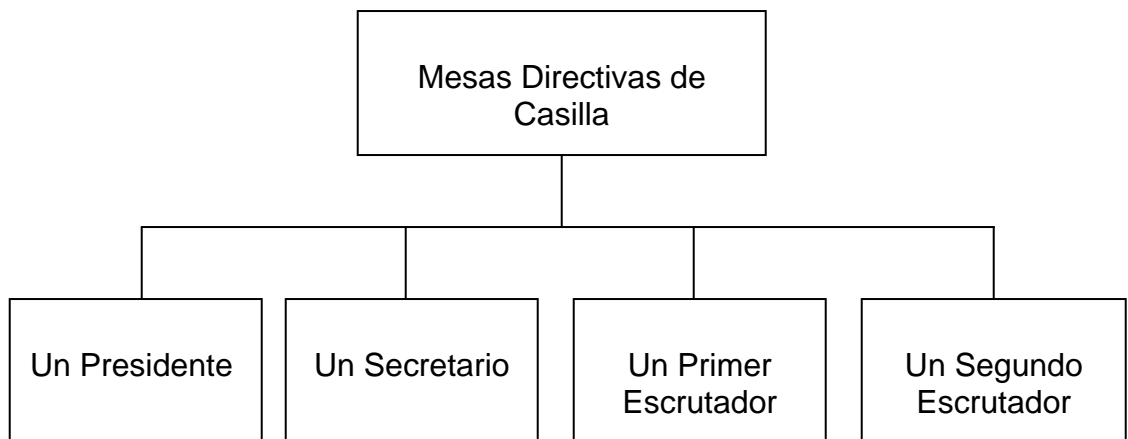 Mesas Directivas de
Casilla
Un Presidente
Un Secretario
Un Primer
Escrutador
Un Segundo
Escrutador